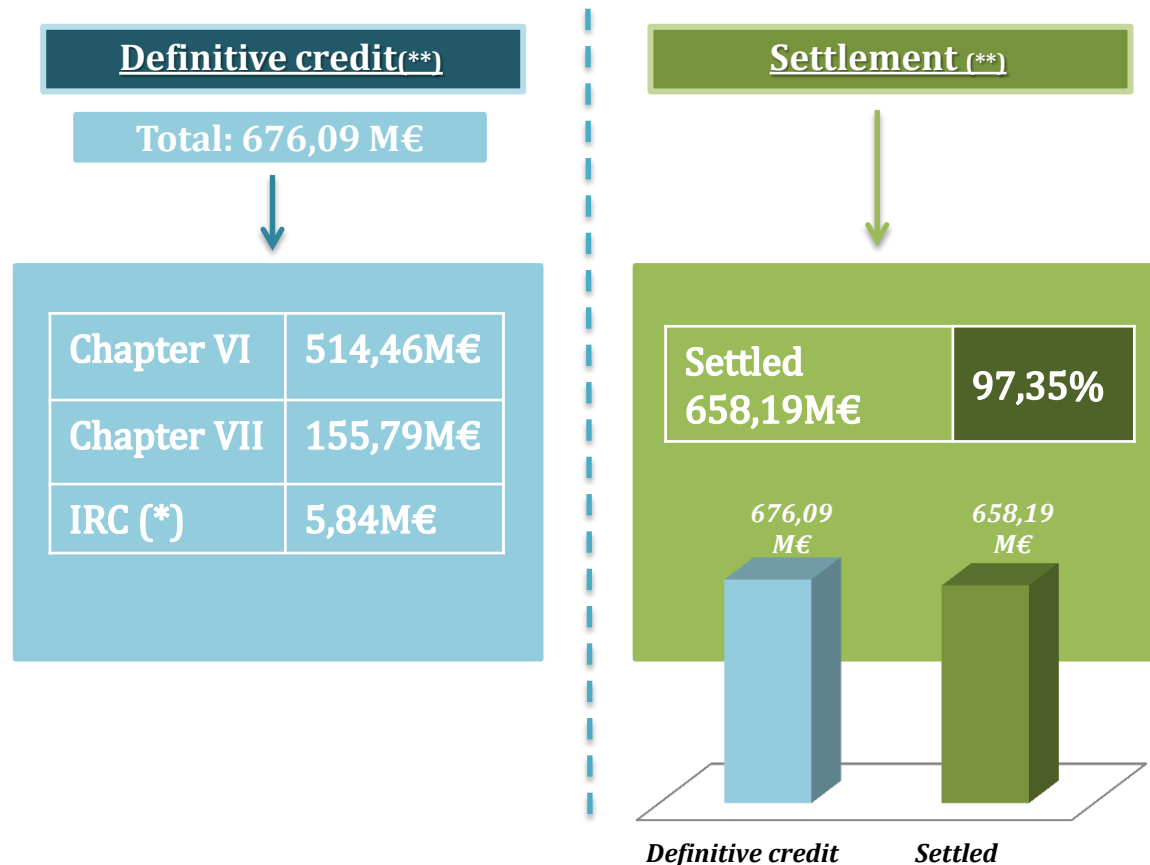 Definitive credit(**)
Total: 676,09 M€
Chapter VI 514,46M€
Chapter VII 155,79M€
IRC (*) 5,84M€
Settlement (**)
Settled
658,19M€
97,35%
676,09
M€
658,19
M€
Definitive credit
Settled